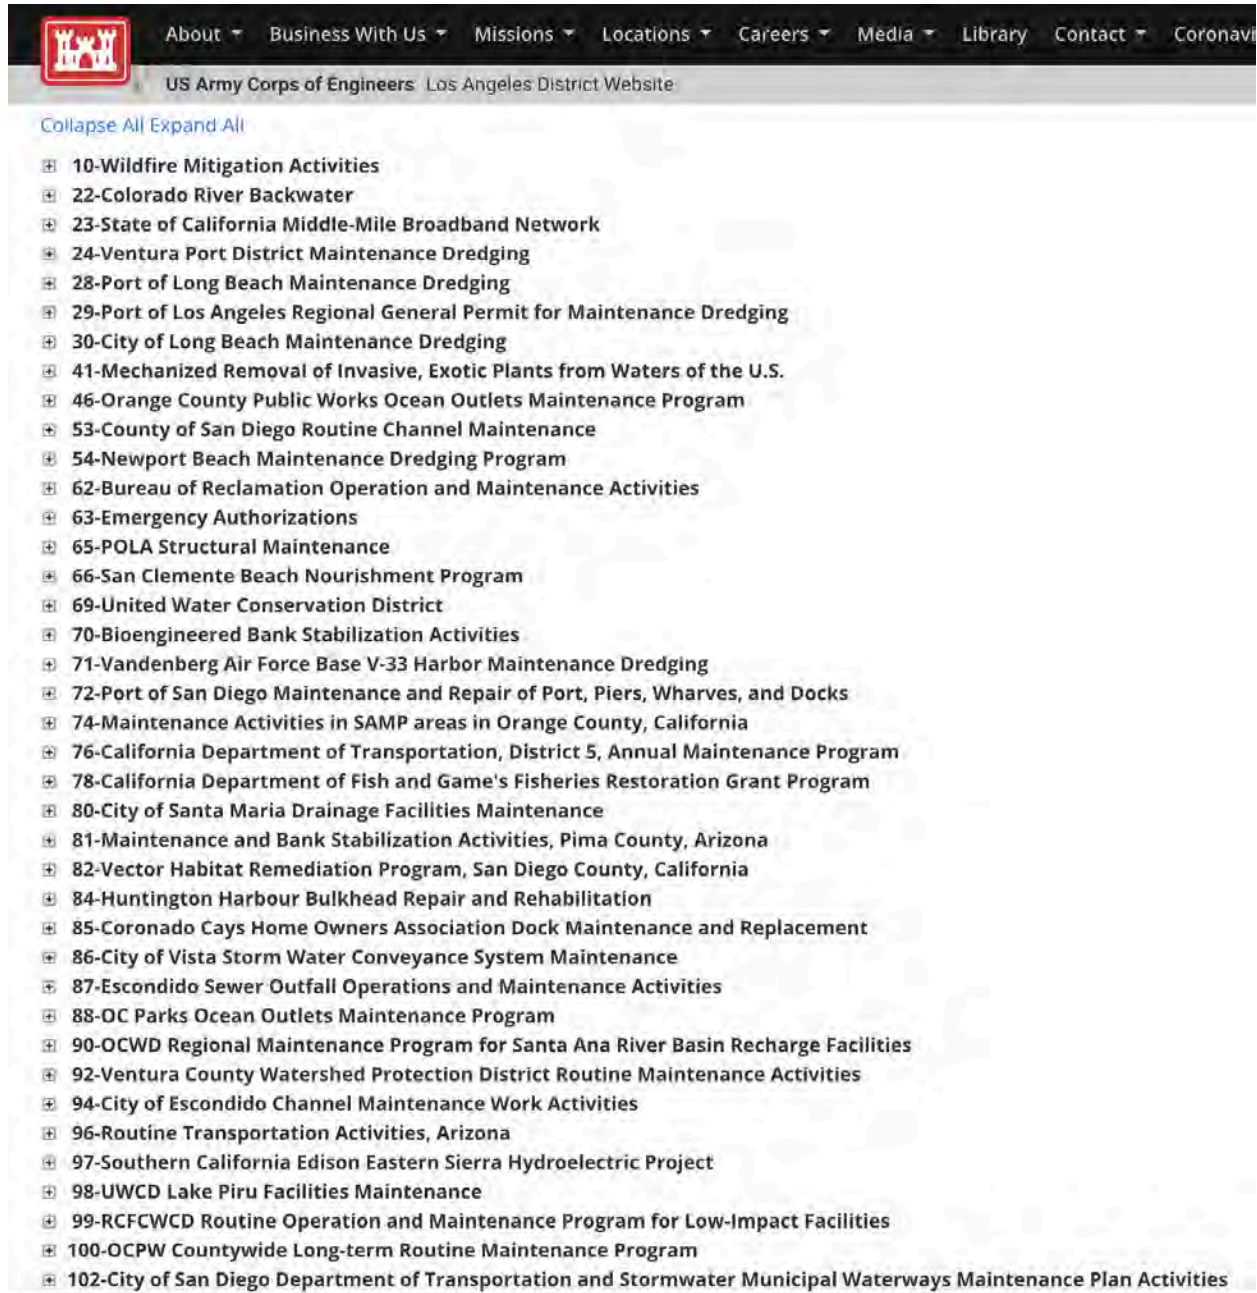 About Business With Us Missions Locations Careers Media Library Contact Coronavi
US Army Corps of Engineers Los Angeles District Website
Collapse All Expand All
10-Wildfire Mitigation Activities
22-Colorado River Backwater
23-State of California Middle-Mile Broadband Network
24-Ventura Port District Maintenance Dredging
28-Port of Long Beach Maintenance Dredging
29-Port of Los Angeles Regional General Permit for Maintenance Dredging
30-City of Long Beach Maintenance Dredging
41-Mechanized Removal of Invasive, Exotic Plants from Waters of the U.S.
46-Orange County Public Works Ocean Outlets Maintenance Program
53-County of San Diego Routine Channel Maintenance
54-Newport Beach Maintenance Dredging Program
62-Bureau of Reclamation Operation and Maintenance Activities
63-Emergency Authorizations
65-POLA Structural Maintenance
66-San Clemente Beach Nourishment Program
69-United Water Conservation District
70-Bioengineered Bank Stabilization Activities
71-Vandenberg Air Force Base V-33 Harbor Maintenance Dredging
72-Port of San Diego Maintenance and Repair of Port, Piers, Wharves, and Docks
74-Maintenance Activities in SAMP areas in Orange County, California
76-California Department of Transportation, District 5, Annual Maintenance Program
78-California Department of Fish and Game's Fisheries Restoration Grant Program
80-City of Santa Maria Drainage Facilities Maintenance
81-Maintenance and Bank Stabilization Activities, Pima County, Arizona
82-Vector Habitat Remediation Program, San Diego County, California
84-Huntington Harbour Bulkhead Repair and Rehabilitation
85-Coronado Cays Home Owners Association Dock Maintenance and Replacement
86-City of Vista Storm Water Conveyance System Maintenance
87-Escondido Sewer Outfall Operations and Maintenance Activities
88-OC Parks Ocean Outlets Maintenance Program
90-OCWD Regional Maintenance Program for Santa Ana River Basin Recharge Facilities
92-Ventura County Watershed Protection District Routine Maintenance Activities
94-City of Escondido Channel Maintenance Work Activities
96-Routine Transportation Activities, Arizona
97-Southern California Edison Eastern Sierra Hydroelectric Project
98-UWCD Lake Piru Facilities Maintenance
99-RCFCWCD Routine Operation and Maintenance Program for Low-Impact Facilities
100-OCPW Countywide Long-term Routine Maintenance Program
102-City of San Diego Department of Transportation and Stormwater Municipal Waterways Maintenance Plan Activities